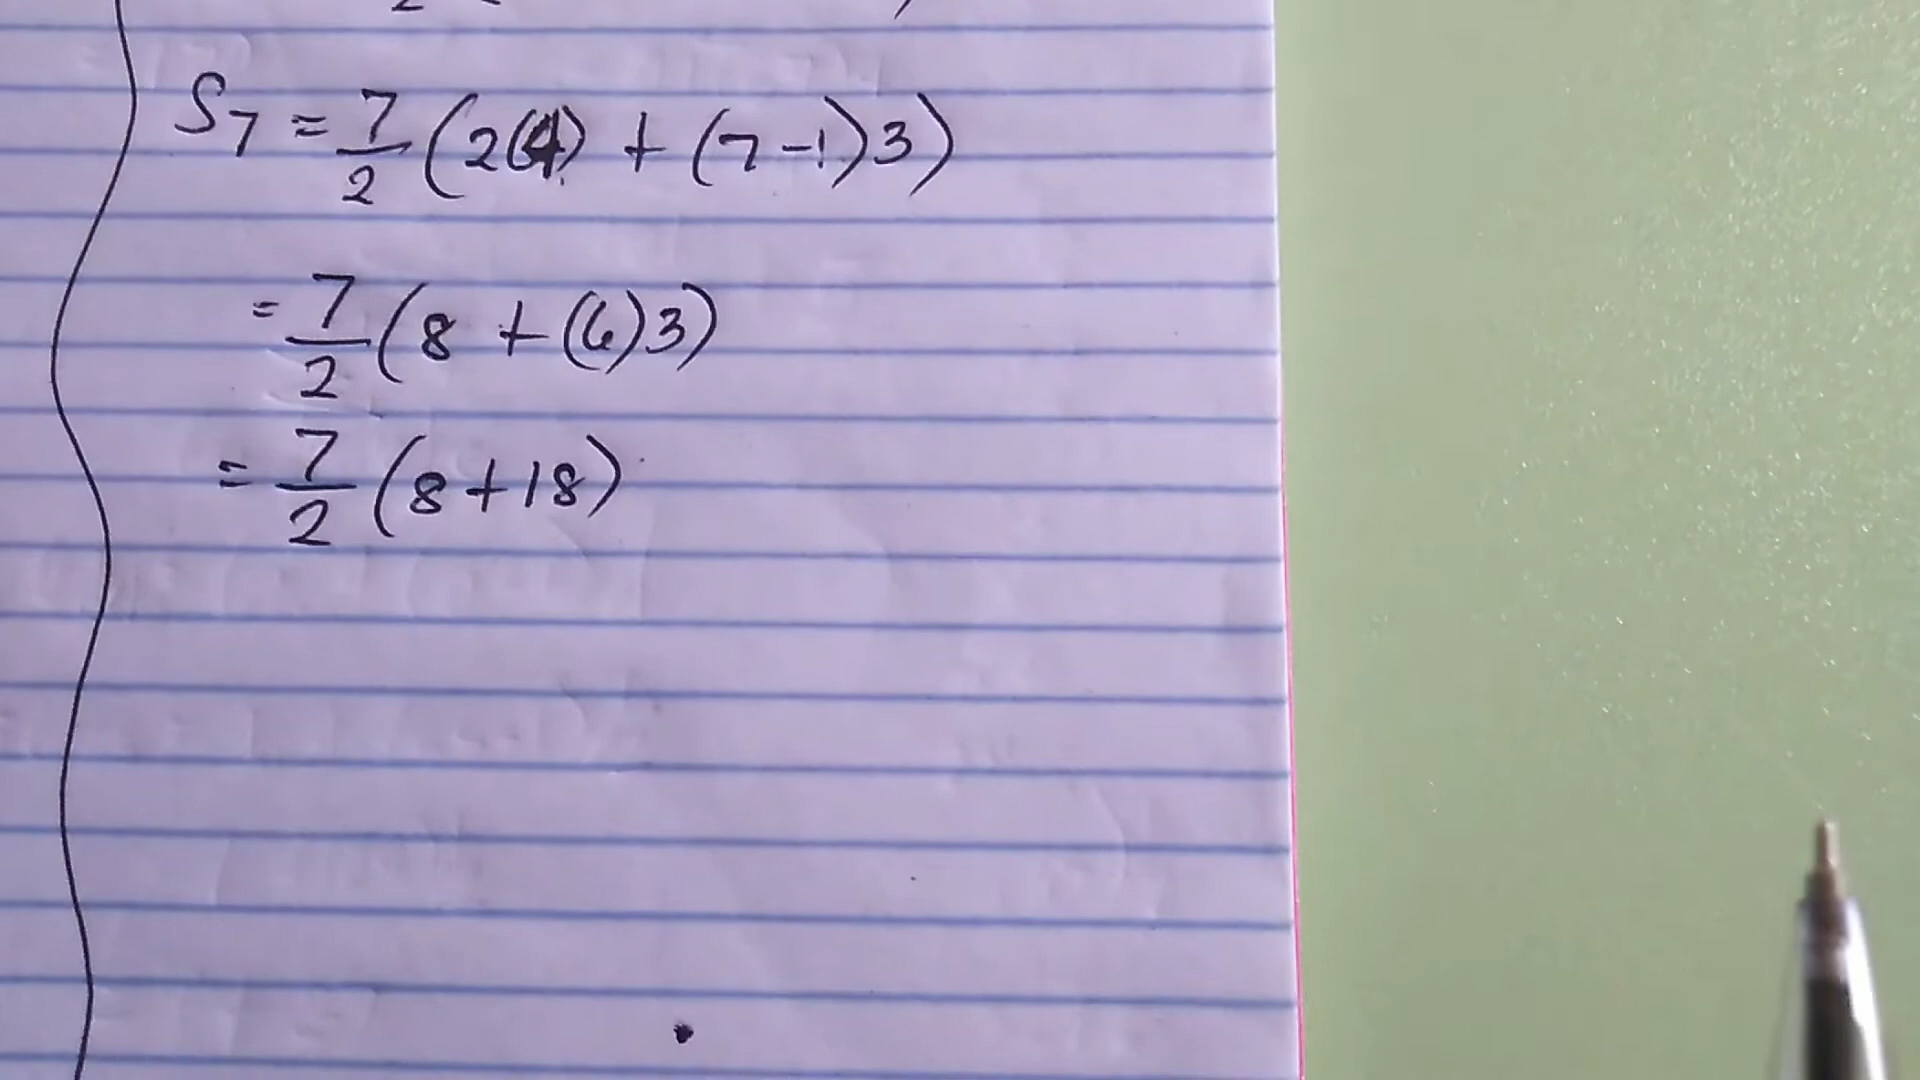 S₇ = 7/2 (2(4) + (7-1)3)
= 7/2 (8 + (6)3)
= 7/2 (8+18)